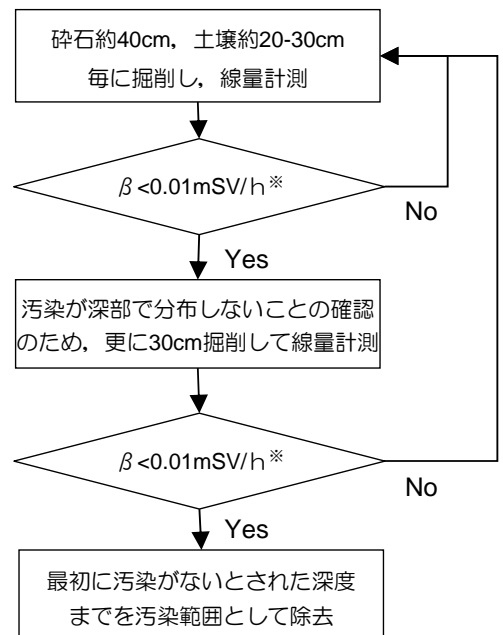 砕石約40cm，土壌約20-30cm
毎に掘削し，線量計測
β<0.01mSV/h※
No
Yes
汚染が深部で分布しないことの確認
のため，更に30cm掘削して線量計測
β<0.01mSV/h※
No
Yes
最初に汚染がないとされた深度
までを汚染範囲として除去